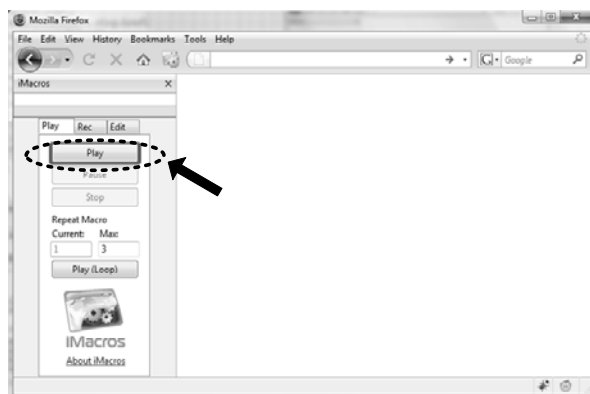 Mozilla Firefox
File Edit View History Bookmarks Tools Help
Google
iMacros
Play Rec Edit
Play
Pause
Stop
Repeat Macro
Current: Max:
1 3
Play (Loop)
iMacros
About iMacros